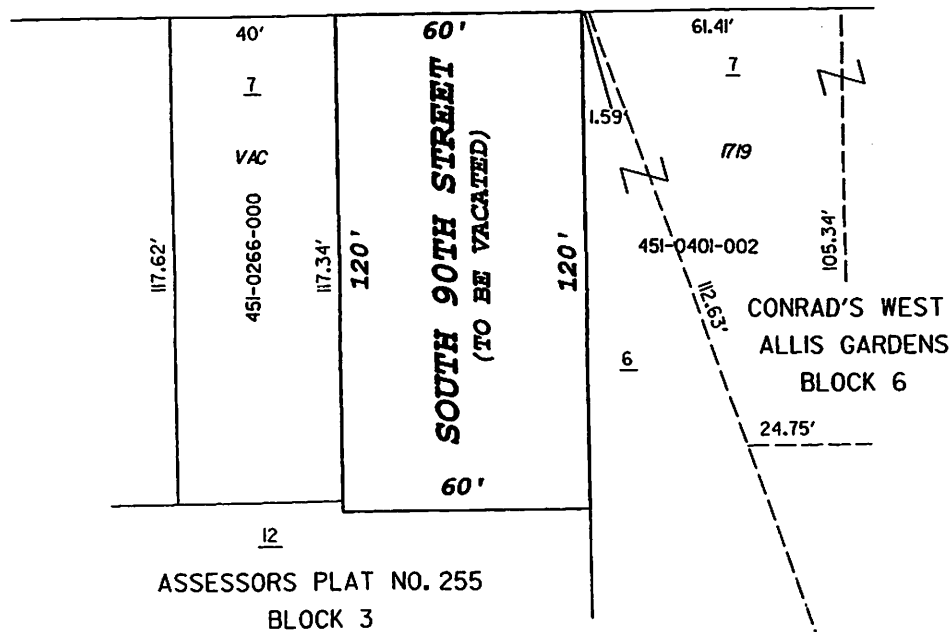 40'
60'
61.41'
7
7
1.59'
VAC
1719
SOUTH 90TH STREET
(TO BE VACATED)
117.62'
451-0266-000
117.34'
120'
120'
451-0401-002
105.34'
112.63'
CONRAD'S WEST
ALLIS GARDENS
BLOCK 6
6
24.75'
60'
12
ASSESSORS PLAT NO. 255
BLOCK 3